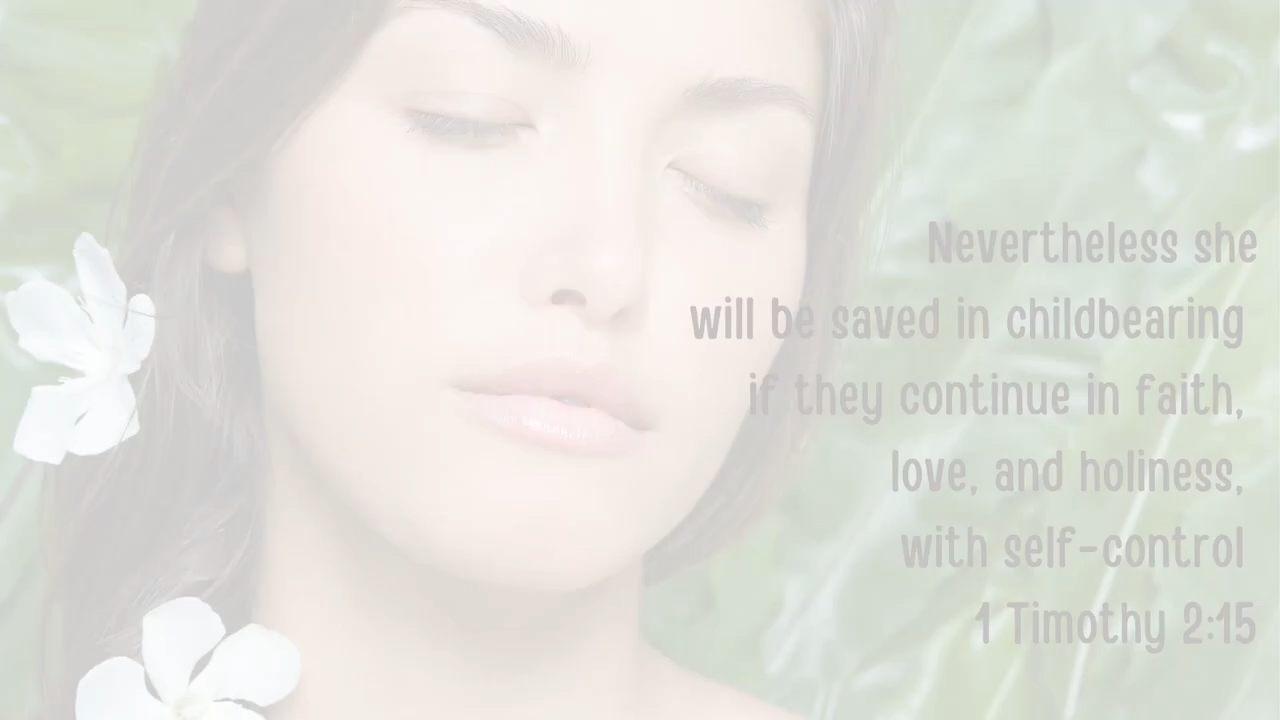 Nevertheless she
will be saved in childbearing
if they continue in faith,
love, and holiness,
with self-control
1 Timothy 2:15